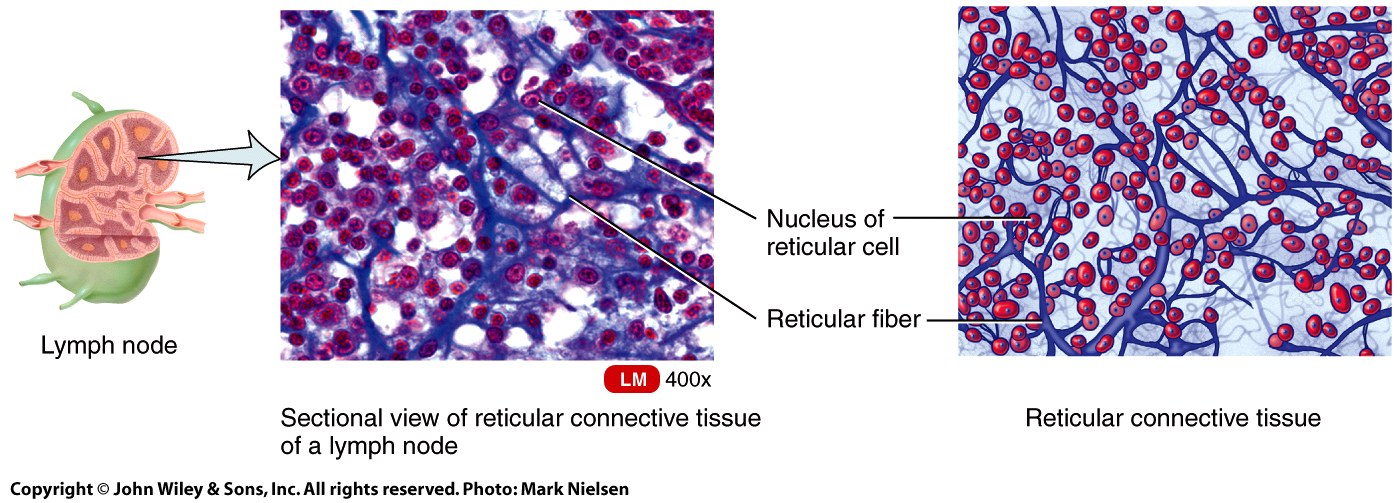 Lymph node
LM 400x
Sectional view of reticular connective tissue
of a lymph node
Nucleus of
reticular cell
Reticular fiber
Reticular connective tissue
Copyright © John Wiley & Sons, Inc. All rights reserved. Photo: Mark Nielsen